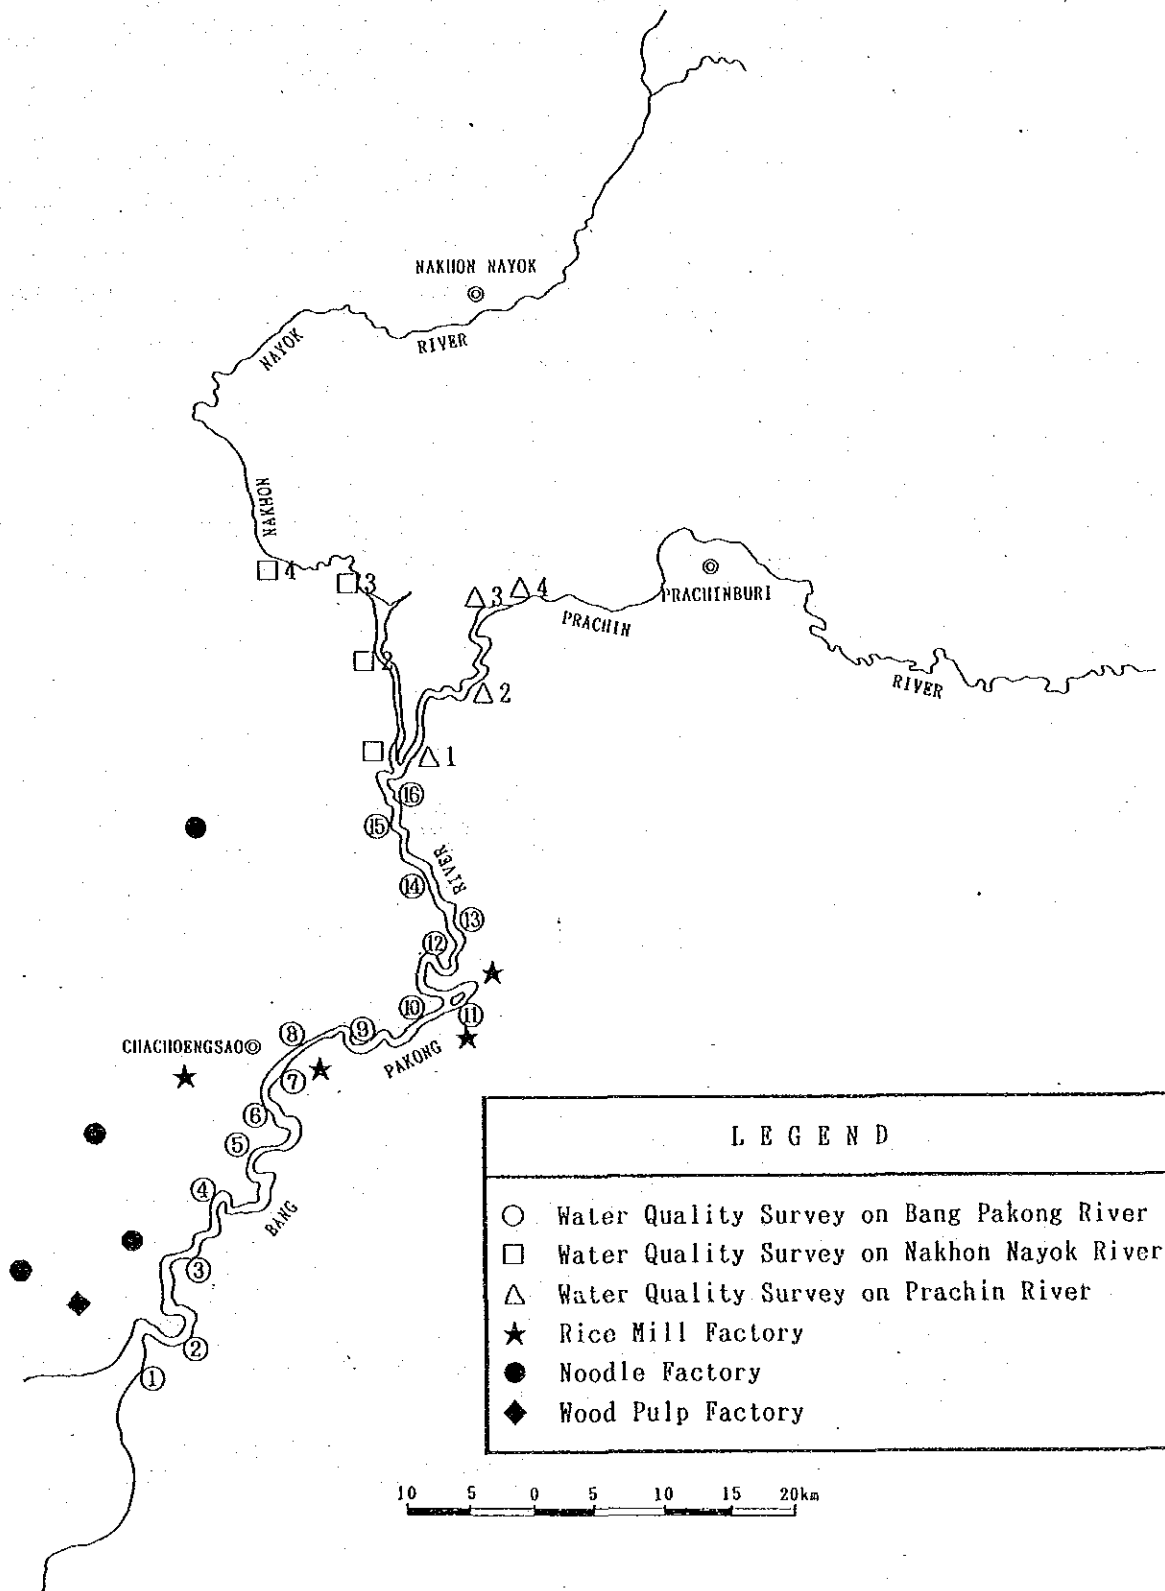 NAKHON NAYOK
◎
NAYOK
RIVER
NAKHON
4
3
3
4
PRACHINBURI
PRACHIN
2
2
RIVER
1
⑯
⑮
RIVER
⑭
⑬
⑫
⑩
⑪
⑧
⑨
CHACHOENGSAO◎
PAKONG
⑦
⑥
⑤
④
BANG
③
②
①
LEGEND
○ Water Quality Survey on Bang Pakong River
□ Water Quality Survey on Nakhon Nayok River
△ Water Quality Survey on Prachin River
★ Rice Mill Factory
● Noodle Factory
◆ Wood Pulp Factory
10 5 0 5 10 15 20km